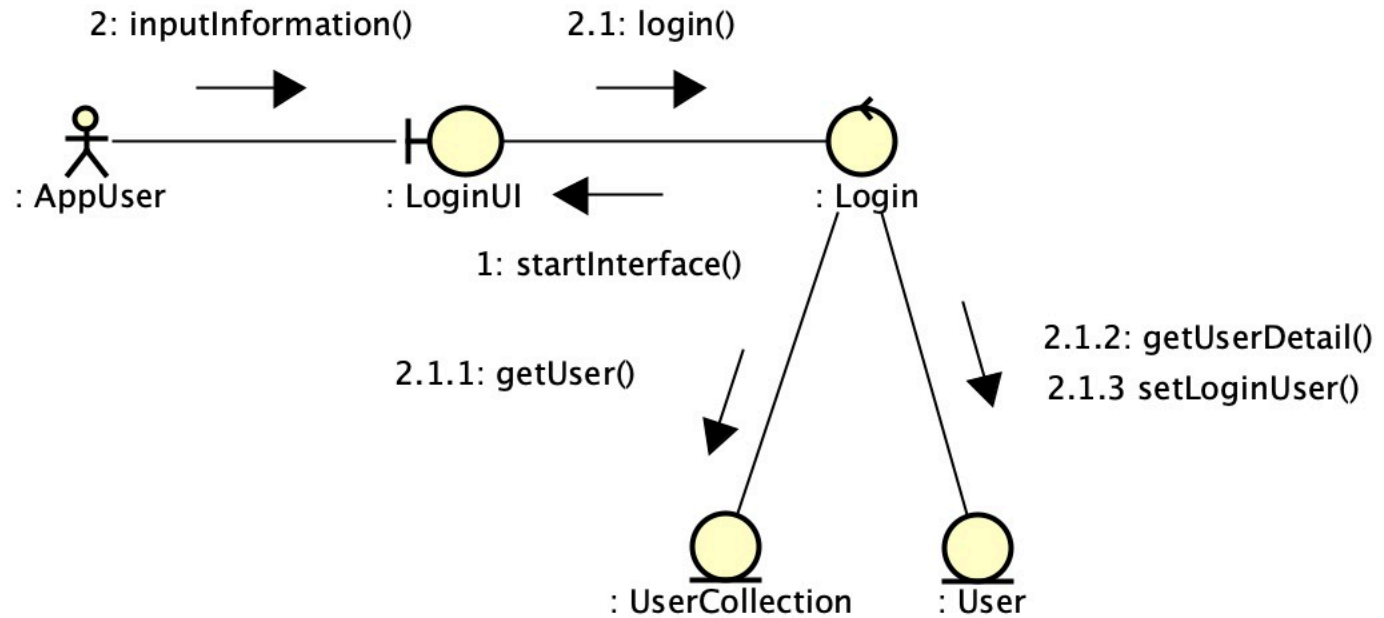 2: inputInformation()
2.1: login()
: AppUser
: LoginUI
: Login
1: startInterface()
2.1.1: getUser()
2.1.2: getUserDetail()
2.1.3 setLoginUser()
: UserCollection
: User